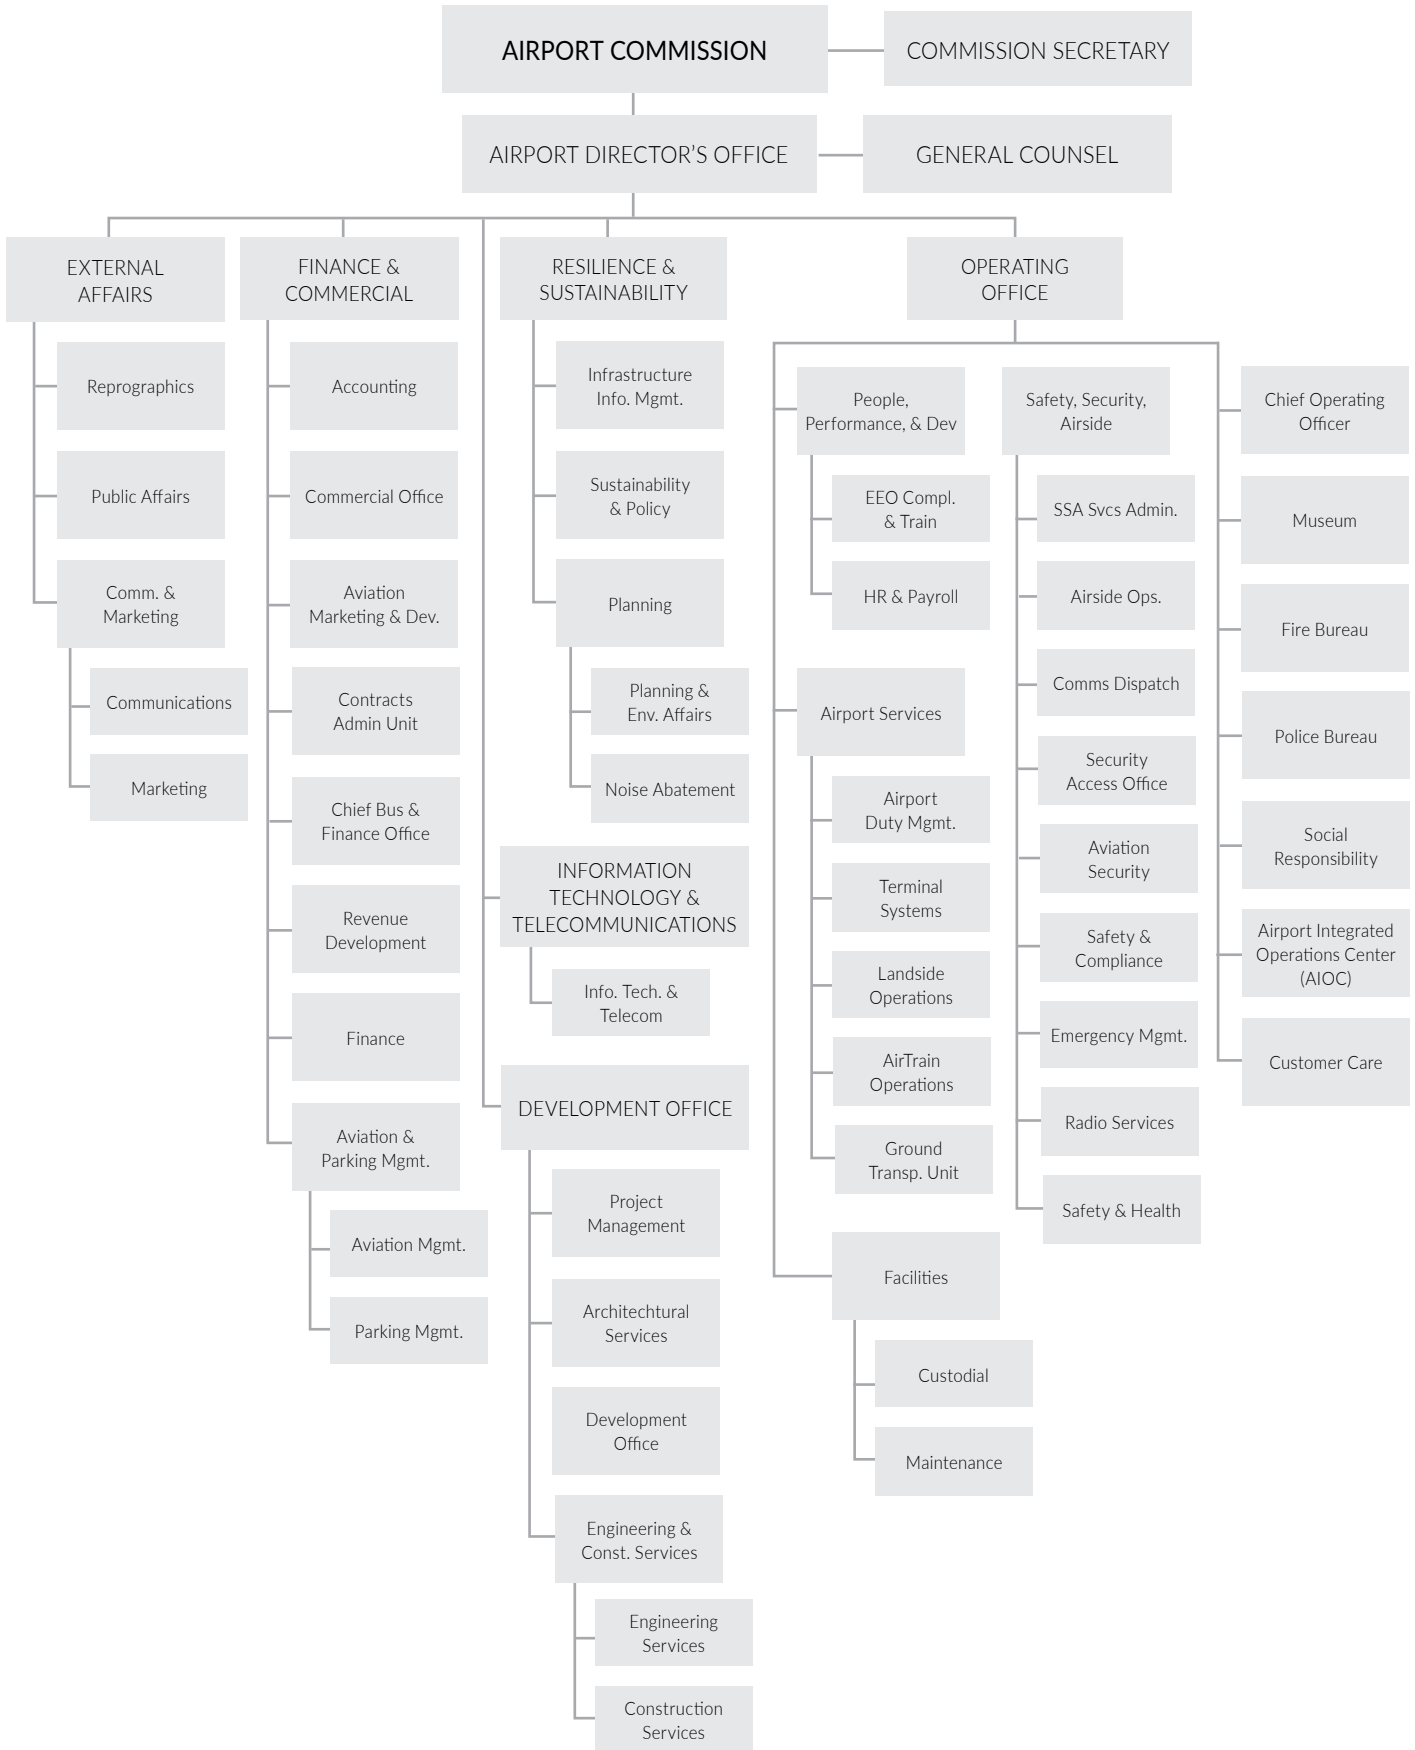 AIRPORT COMMISSION
COMMISSION SECRETARY
AIRPORT DIRECTOR’S OFFICE
GENERAL COUNSEL
EXTERNAL
AFFAIRS
Reprographics
Public Affairs
Comm. &
Marketing
Communications
Marketing
FINANCE &
COMMERCIAL
Accounting
Commercial Office
Aviation
Marketing & Dev.
Contracts
Admin Unit
Chief Bus &
Finance Office
Revenue
Development
Finance
Aviation &
Parking Mgmt.
Aviation Mgmt.
Parking Mgmt.
RESILIENCE &
SUSTAINABILITY
Infrastructure
Info. Mgmt.
Sustainability
& Policy
Planning
Planning &
Env. Affairs
Noise Abatement
INFORMATION
TECHNOLOGY &
TELECOMMUNICATIONS
Info. Tech. &
Telecom
DEVELOPMENT OFFICE
Project
Management
Architechtural
Services
Development
Office
Engineering &
Const. Services
Engineering
Services
Construction
Services
OPERATING
OFFICE
People,
Performance, & Dev
EEO Compl.
& Train
HR & Payroll
Airport Services
Airport
Duty Mgmt.
Terminal
Systems
Landside
Operations
AirTrain
Operations
Ground
Transp. Unit
Facilities
Custodial
Maintenance
Safety, Security,
Airside
SSA Svcs Admin.
Airside Ops.
Comms Dispatch
Security
Access Office
Aviation
Security
Safety &
Compliance
Emergency Mgmt.
Radio Services
Safety & Health
Chief Operating
Officer
Museum
Fire Bureau
Police Bureau
Social
Responsibility
Airport Integrated
Operations Center
(AIOC)
Customer Care